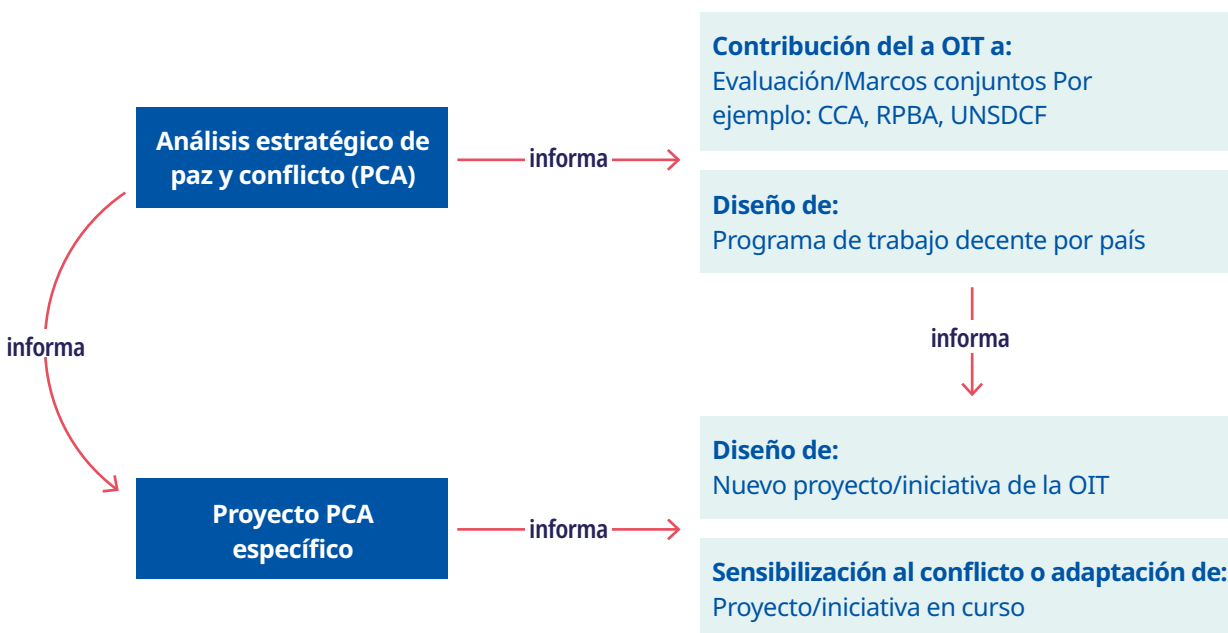 Análisis estratégico de
paz y conflicto (PCA)
informa
Contribución del a OIT a:
Evaluación/Marcos conjuntos Por
ejemplo: CCA, RPBA, UNSDCF
Diseño de:
Programa de trabajo decente por país
informa
informa
Proyecto PCA
específico
informa
Diseño de:
Nuevo proyecto/iniciativa de la OIT
Sensibilización al conflicto o adaptación de:
Proyecto/iniciativa en curso